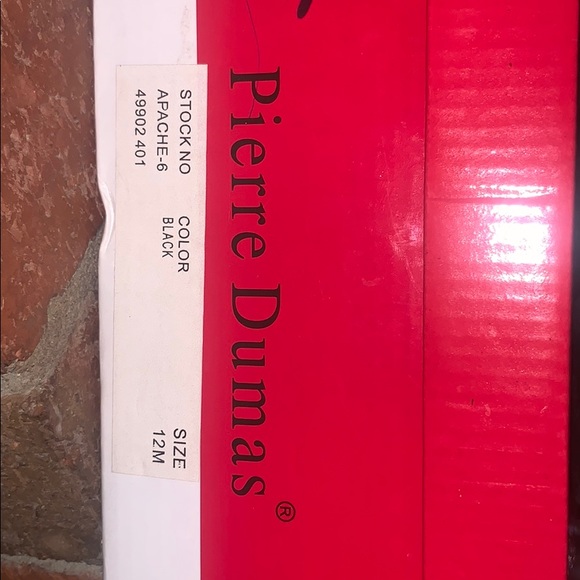 Pierre Dumas®
STOCK NO COLOR SIZE
APACHE-6 BLACK 12M
49902 401